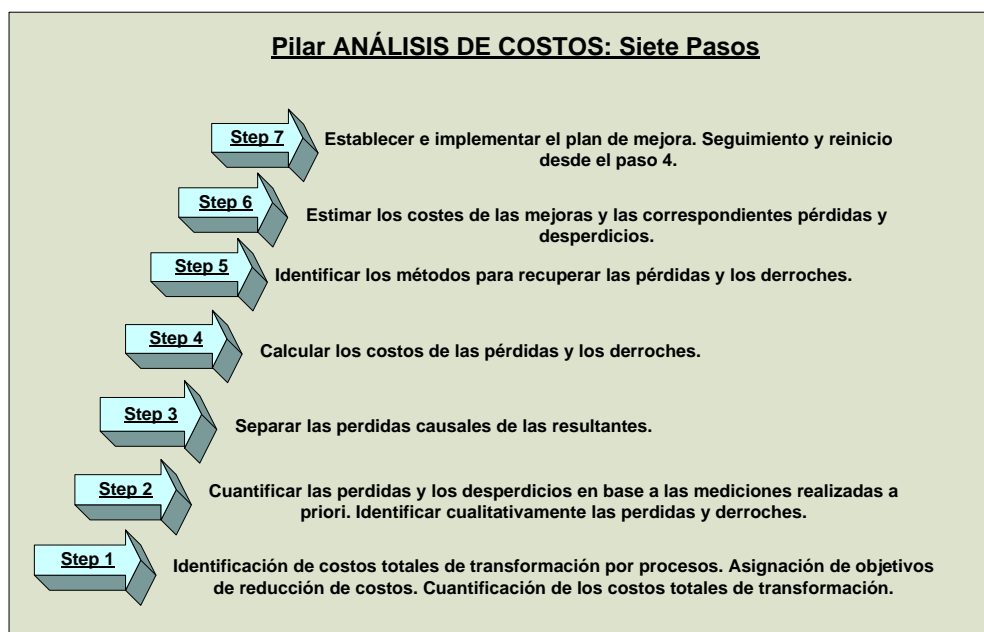 Pilar ANÁLISIS DE COSTOS: Siete Pasos
Step 7
Establecer e implementar el plan de mejora. Seguimiento y reinicio
desde el paso 4.
Step 6
Estimar los costes de las mejoras y las correspondientes pérdidas y
desperdicios.
Step 5
Identificar los métodos para recuperar las pérdidas y los derroches.
Step 4
Calcular los costos de las pérdidas y los derroches.
Step 3
Separar las perdidas causales de las resultantes.
Step 2
Cuantificar las perdidas y los desperdicios en base a las mediciones realizadas a
priori. Identificar cualitativamente las perdidas y derroches.
Step 1
Identificación de costos totales de transformación por procesos. Asignación de objetivos
de reducción de costos. Cuantificación de los costos totales de transformación.